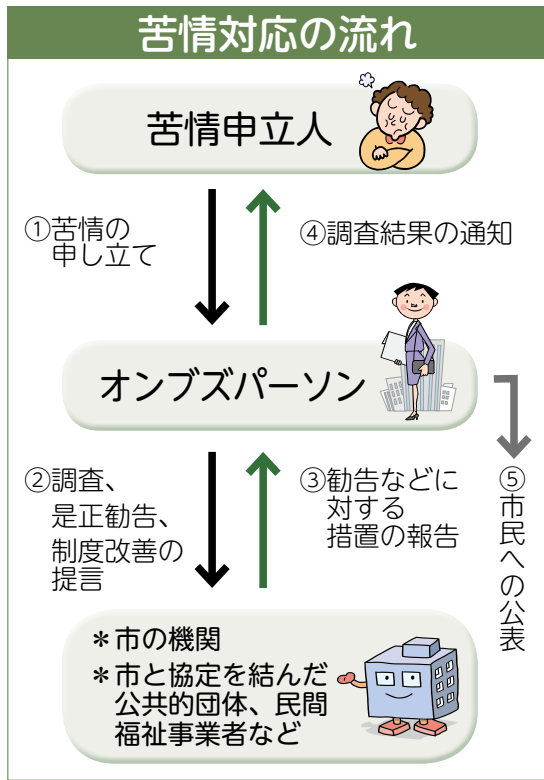 苦情対応の流れ
苦情申立人
①苦情の
申し立て
④調査結果の通知
オンブズパーソン
②調査、
是正勧告、
制度改善の
提言
③勧告などに
対する
措置の報告
⑤市民への公表
＊市の機関
＊市と協定を結んだ
公共的団体、民間
福祉事業者など